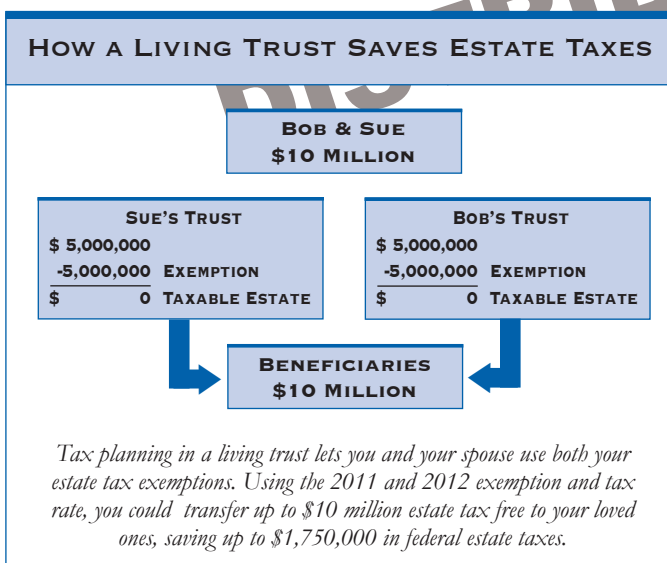 How a Living Trust Saves Estate Taxes
Bob & Sue
$10 Million
Sue's Trust
$ 5,000,000
-5,000,000 Exemption
$ 0 Taxable Estate
Bob's Trust
$ 5,000,000
-5,000,000 Exemption
$ 0 Taxable Estate
Beneficiaries
$10 Million
Tax planning in a living trust lets you and your spouse use both your
estate tax exemptions. Using the 2011 and 2012 exemption and tax
rate, you could transfer up to $10 million estate tax free to your loved
ones, saving up to $1,750,000 in federal estate taxes.